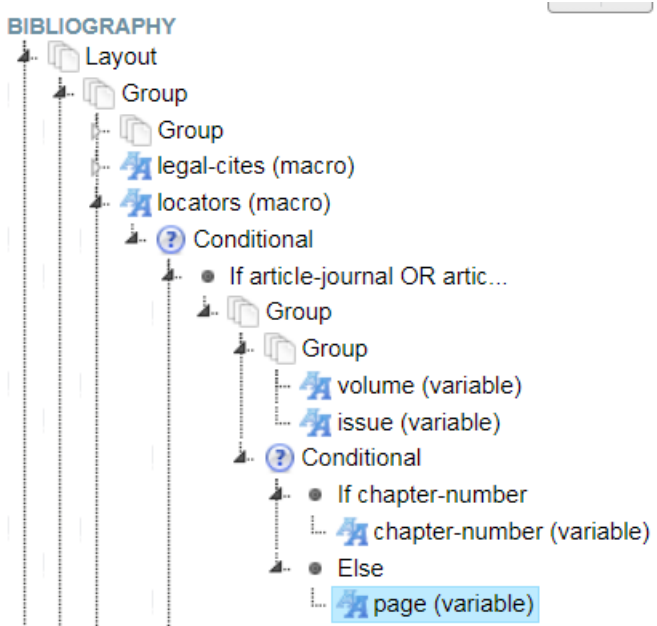 BIBLIOGRAPHY
Layout
Group
Group
legal-cites (macro)
locators (macro)
Conditional
If article-journal OR artic...
Group
Group
volume (variable)
issue (variable)
Conditional
If chapter-number
chapter-number (variable)
Else
page (variable)